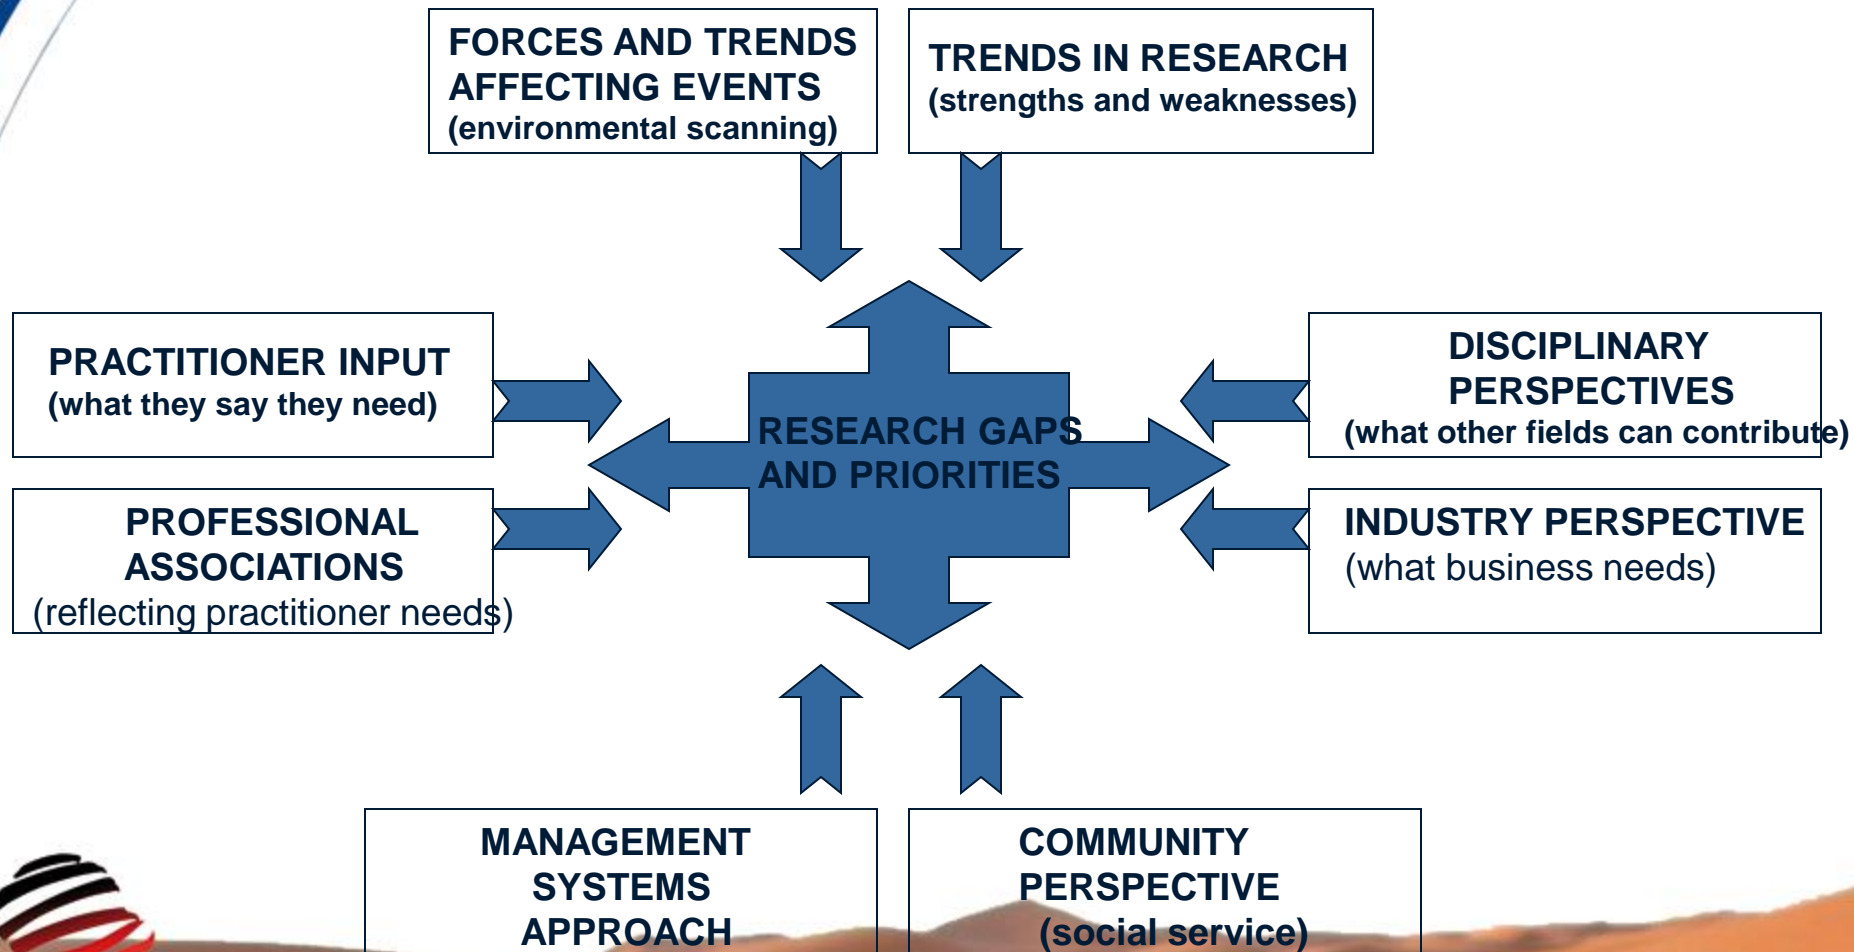 FORCES AND TRENDS
AFFECTING EVENTS
(environmental scanning)
TRENDS IN RESEARCH
(strengths and weaknesses)
PRACTITIONER INPUT
(what they say they need)
DISCIPLINARY
PERSPECTIVES
(what other fields can contribute)
RESEARCH GAPS
AND PRIORITIES
PROFESSIONAL
ASSOCIATIONS
(reflecting practitioner needs)
INDUSTRY PERSPECTIVE
(what business needs)
MANAGEMENT
SYSTEMS
APPROACH
COMMUNITY
PERSPECTIVE
(social service)